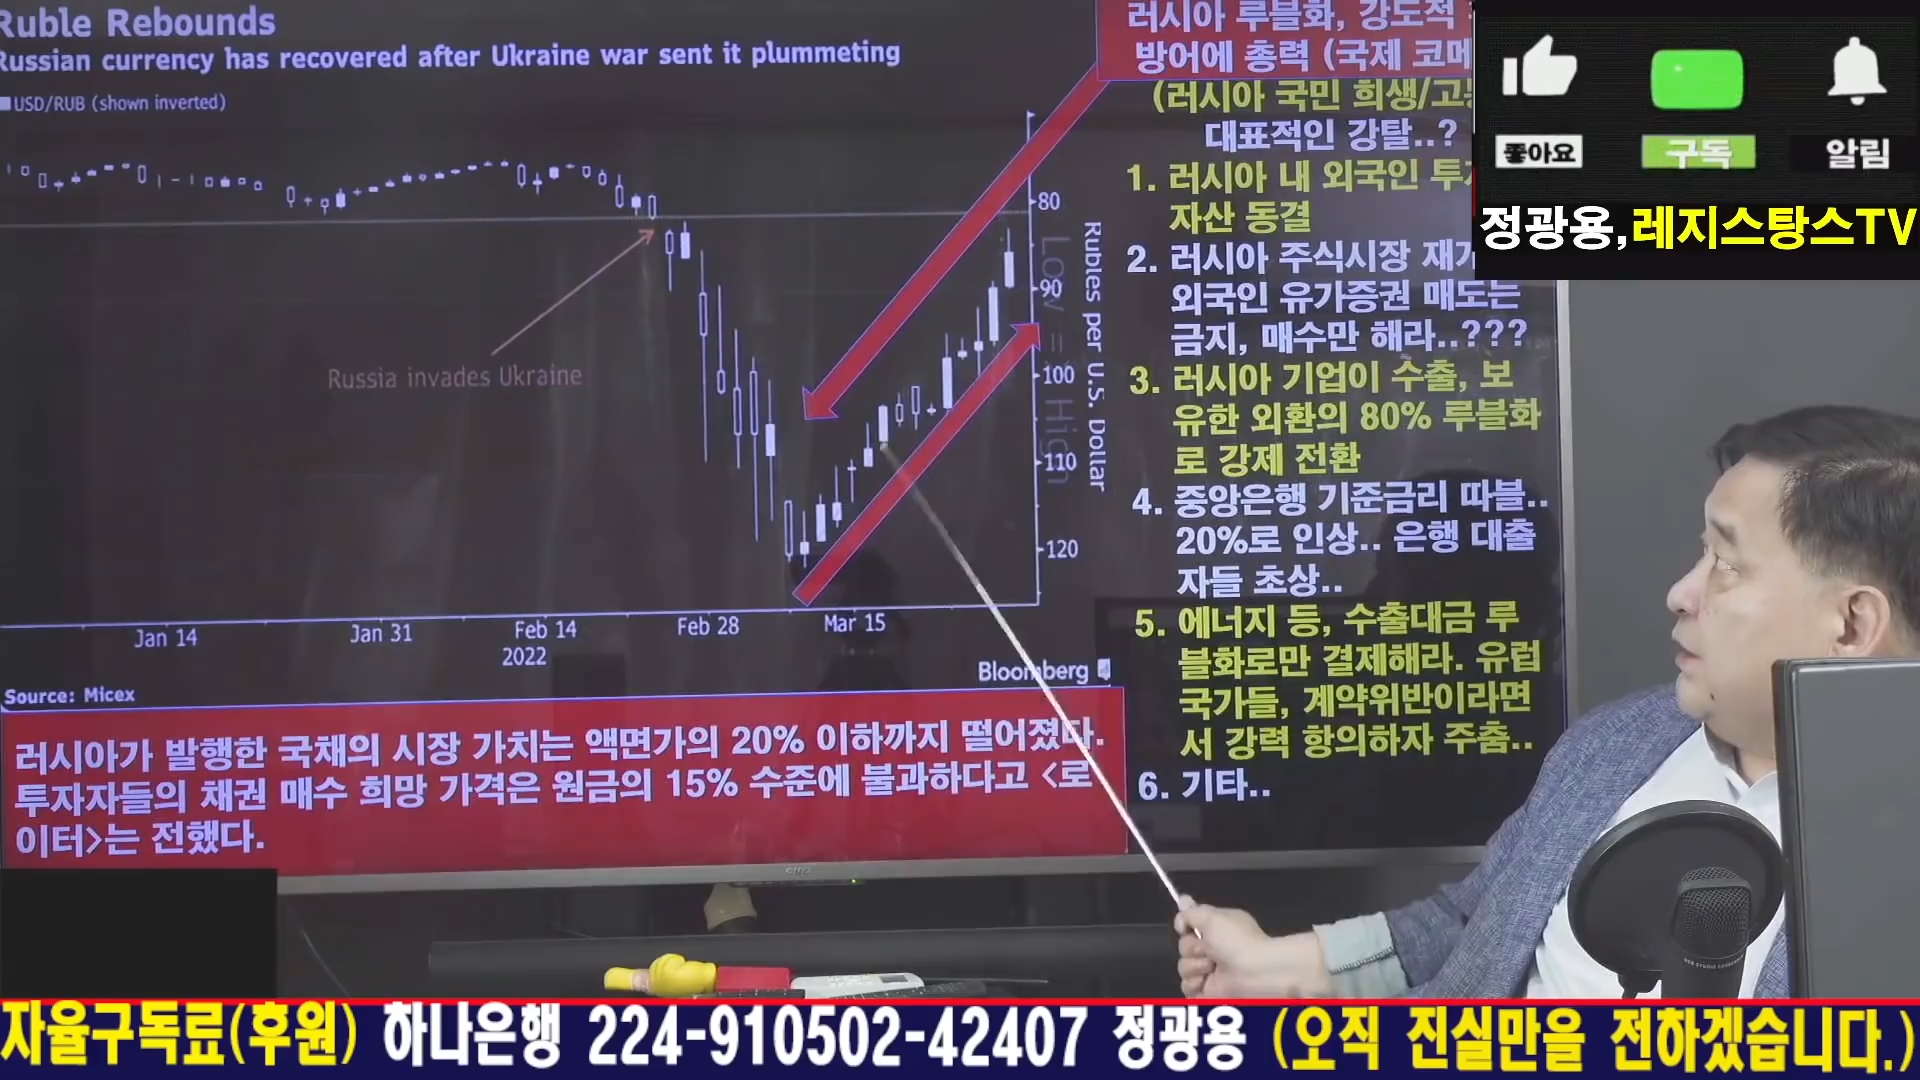 Ruble Rebounds
Russian currency has recovered after Ukraine war sent it plummeting
USD/RUB (shown inverted)
Russia invades Ukraine
80
90
100
110
120
Rubles per U.S. Dollar
Low = High
Jan 14
Jan 31
Feb 14
Feb 28
Mar 15
2022
Source: Micex
Bloomberg
러시아가 발행한 국채의 시장 가치는 액면가의 20% 이하까지 떨어졌다.
투자자들의 채권 매수 희망 가격은 원금의 15% 수준에 불과하다고 <로
이터>는 전했다.
러시아 루블화, 강도적
방어에 총력 (국제 코메
(러시아 국민 희생/고
대표적인 강탈..?
1. 러시아 내 외국인 투자
자산 동결
2. 러시아 주식시장 재개
외국인 유가증권 매도는
금지, 매수만 해라..???
3. 러시아 기업이 수출, 보
유한 외환의 80% 루블화
로 강제 전환
4. 중앙은행 기준금리 따블..
20%로 인상.. 은행 대출
자들 초상..
5. 에너지 등, 수출대금 루
블화로만 결제해라. 유럽
국가들, 계약위반이라면
서 강력 항의하자 주춤..
6. 기타..
좋아요
구독
알림
정광용,레지스탕스TV
자율구독료(후원) 하나은행 224-910502-42407 정광용 (오직 진실만을 전하겠습니다.)